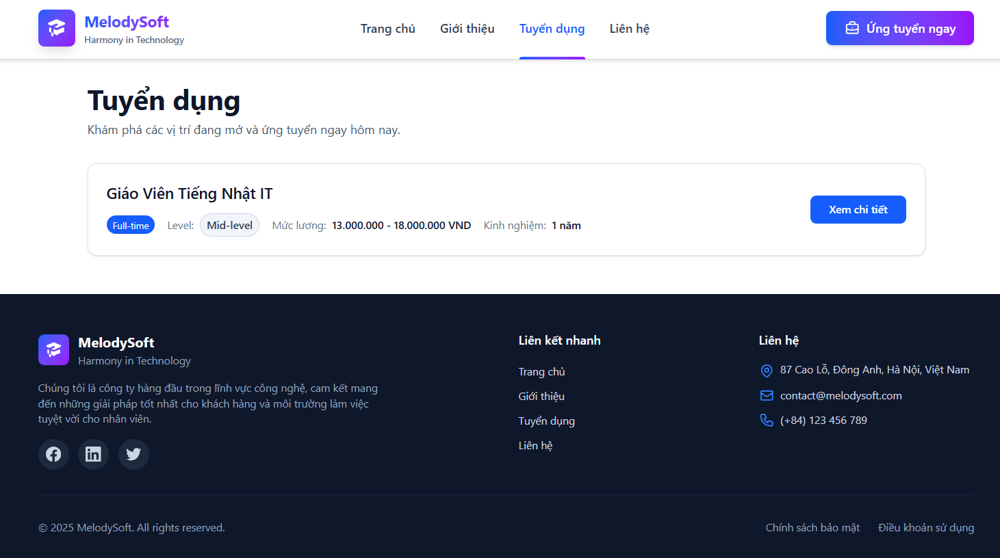 MelodySoft
Harmony in Technology
Trang chủ
Giới thiệu
Tuyển dụng
Liên hệ
Ứng tuyển ngay
Tuyển dụng
Khám phá các vị trí đang mở và ứng tuyển ngay hôm nay.
Giáo Viên Tiếng Nhật IT
Full-time Level: Mid-level Mức lương: 13.000.000 - 18.000.000 VND Kinh nghiệm: 1 năm
Xem chi tiết
MelodySoft
Harmony in Technology
Chúng tôi là công ty hàng đầu trong lĩnh vực công nghệ, cam kết mang
đến những giải pháp tốt nhất cho khách hàng và môi trường làm việc
tuyệt vời cho nhân viên.
Liên kết nhanh
Trang chủ
Giới thiệu
Tuyển dụng
Liên hệ
Liên hệ
87 Cao Lỗ, Đông Anh, Hà Nội, Việt Nam
contact@melodysoft.com
(+84) 123 456 789
© 2025 MelodySoft. All rights reserved.
Chính sách bảo mật
Điều khoản sử dụng